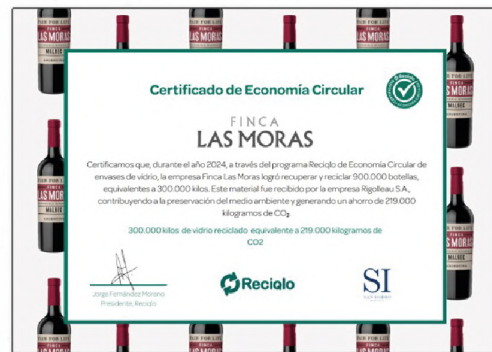 Certificado de Economía Circular
FINCA
LAS MORAS
Certificamos que, durante el año 2024, a través del programa Reciqlo de Economía Circular de
envases de vidrio, la empresa Finca Las Moras logró recuperar y reciclar 900.000 botellas,
equivalentes a 300.000 kilos. Este material fue recibido por la empresa Rigolleau S.A.,
contribuyendo a la preservación del medio ambiente y generando un ahorro de 219.000
kilogramos de CO₂
300.000 kilos de vidrio reciclado equivalente a 219.000 kilogramos de
CO2
Jorge Fernández Moreno
Presidente, Reciqlo
Reciqlo
SI
FINCA
LAS MORAS
MALBEC